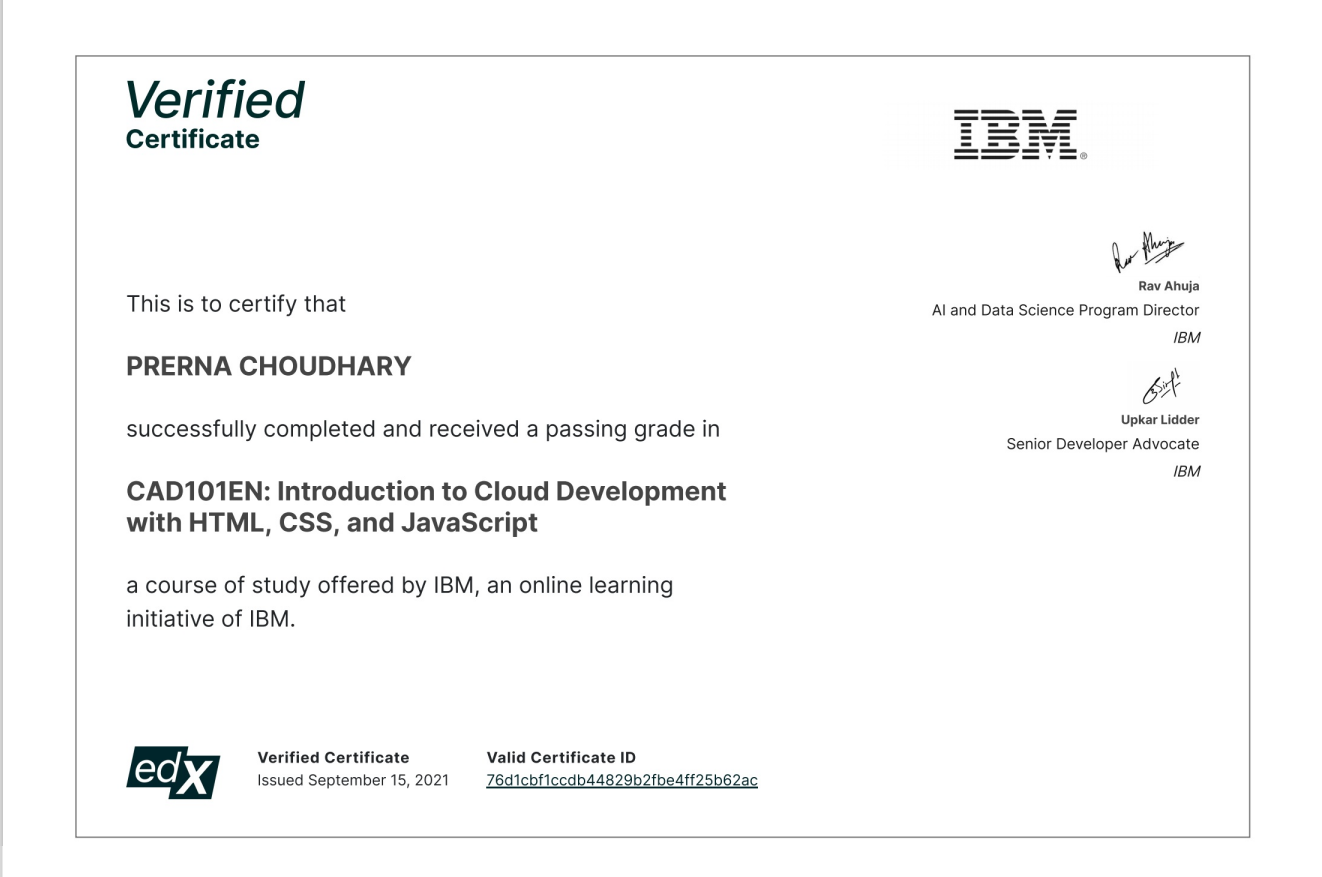 Verified
Certificate
IBM®
This is to certify that
PRERNA CHOUDHARY
successfully completed and received a passing grade in
CAD101EN: Introduction to Cloud Development
with HTML, CSS, and JavaScript
a course of study offered by IBM, an online learning
initiative of IBM.
Rav Ahuja
Rav Ahuja
AI and Data Science Program Director
IBM
Upkar Lidder
Senior Developer Advocate
IBM
edX
Verified Certificate
Issued September 15, 2021
Valid Certificate ID
76d1cbf1ccdb44829b2fbe4ff25b62ac